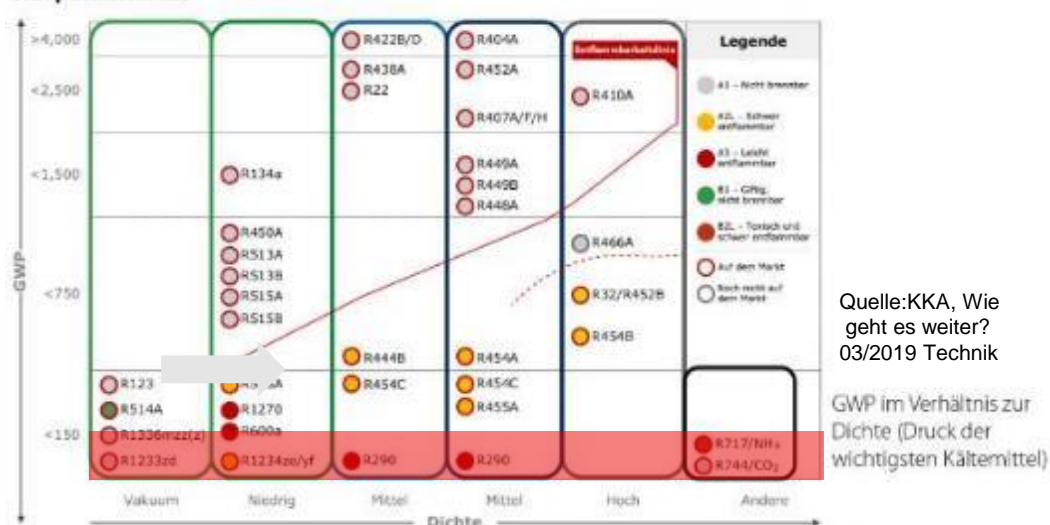 >4,000
<2,500
<1,500
<750
<150
GWP
R422B/D
R438A
R22
R404A
R452A
R407A/F/H
R410A
R134a
R449A
R449B
R448A
R450A
R513A
R513B
R515A
R515B
R466A
R32/R452B
R454B
R444B
R454C
R454A
R454C
R455A
R123
R514A
R1336mzz(z)
R1233zd
R1270
R600a
R1234ze/yf
R290
R290
R717/NH₃
R744/CO₂
Legende
A1 - Nicht brennbar
A2L - Schwer
entflammbar
A3 - Leicht
entflammbar
B1 - Giftig,
nicht brennbar
B2L - Toxisch und
schwer entflammbar
Auf dem Markt
Noch nicht auf
dem Markt
Vakuum
Niedrig
Mittel
Mittel
Hoch
Andere
Dichte
Quelle:KKA, Wie
geht es weiter?
03/2019 Technik
GWP im Verhältnis zur
Dichte (Druck der
wichtigsten Kältemittel)